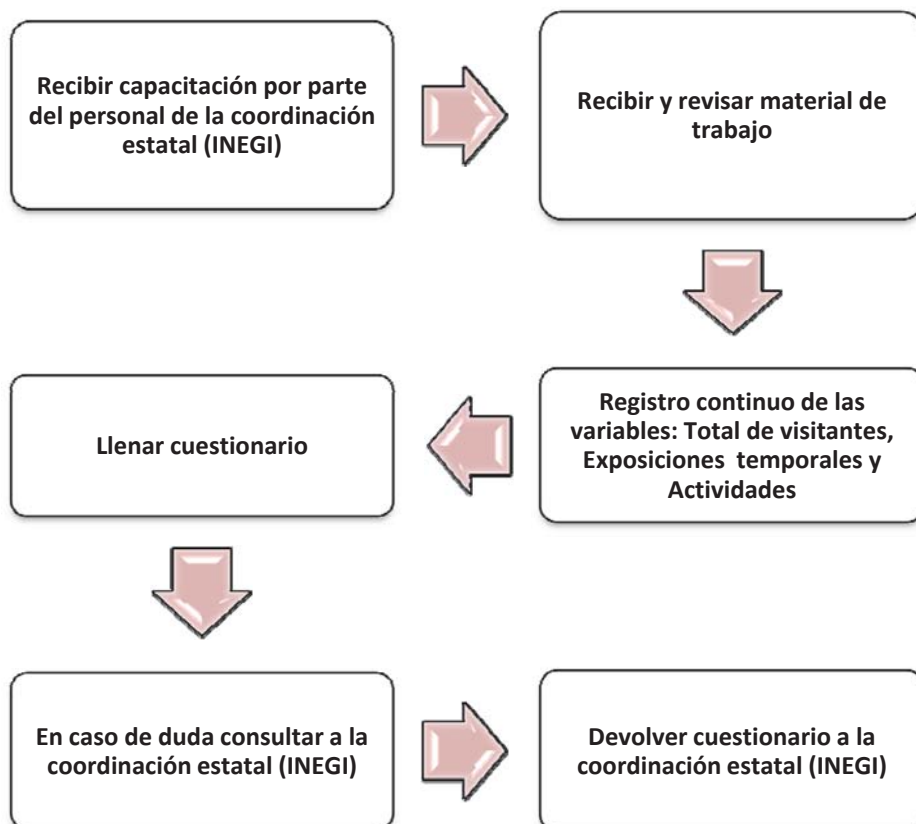 Recibir capacitación por parte
del personal de la coordinación
estatal (INEGI)
Recibir y revisar material de
trabajo
Registro continuo de las
variables: Total de visitantes,
Exposiciones temporales y
Actividades
Llenar cuestionario
En caso de duda consultar a la
coordinación estatal (INEGI)
Devolver cuestionario a la
coordinación estatal (INEGI)